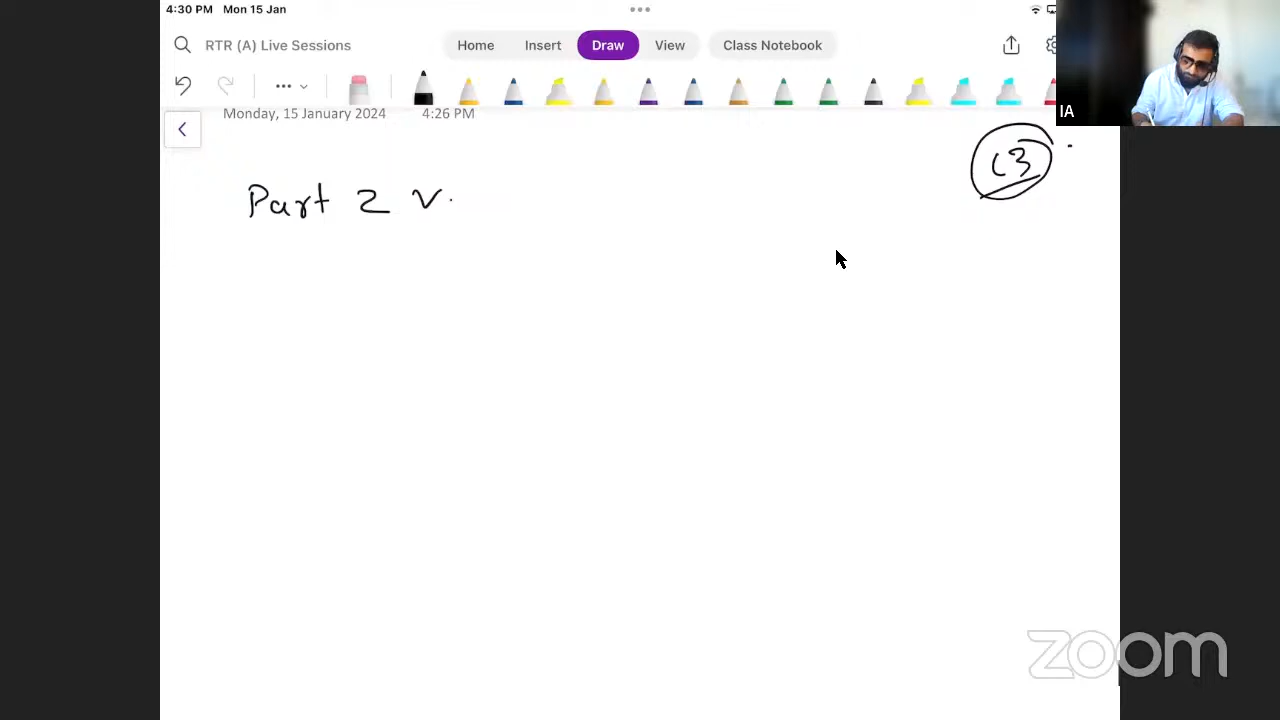 4:30 PM Mon 15 Jan
RTR (A) Live Sessions
Home Insert Draw View Class Notebook
IA
Monday, 15 January 2024 4:26 PM
Part 2 V
zoom